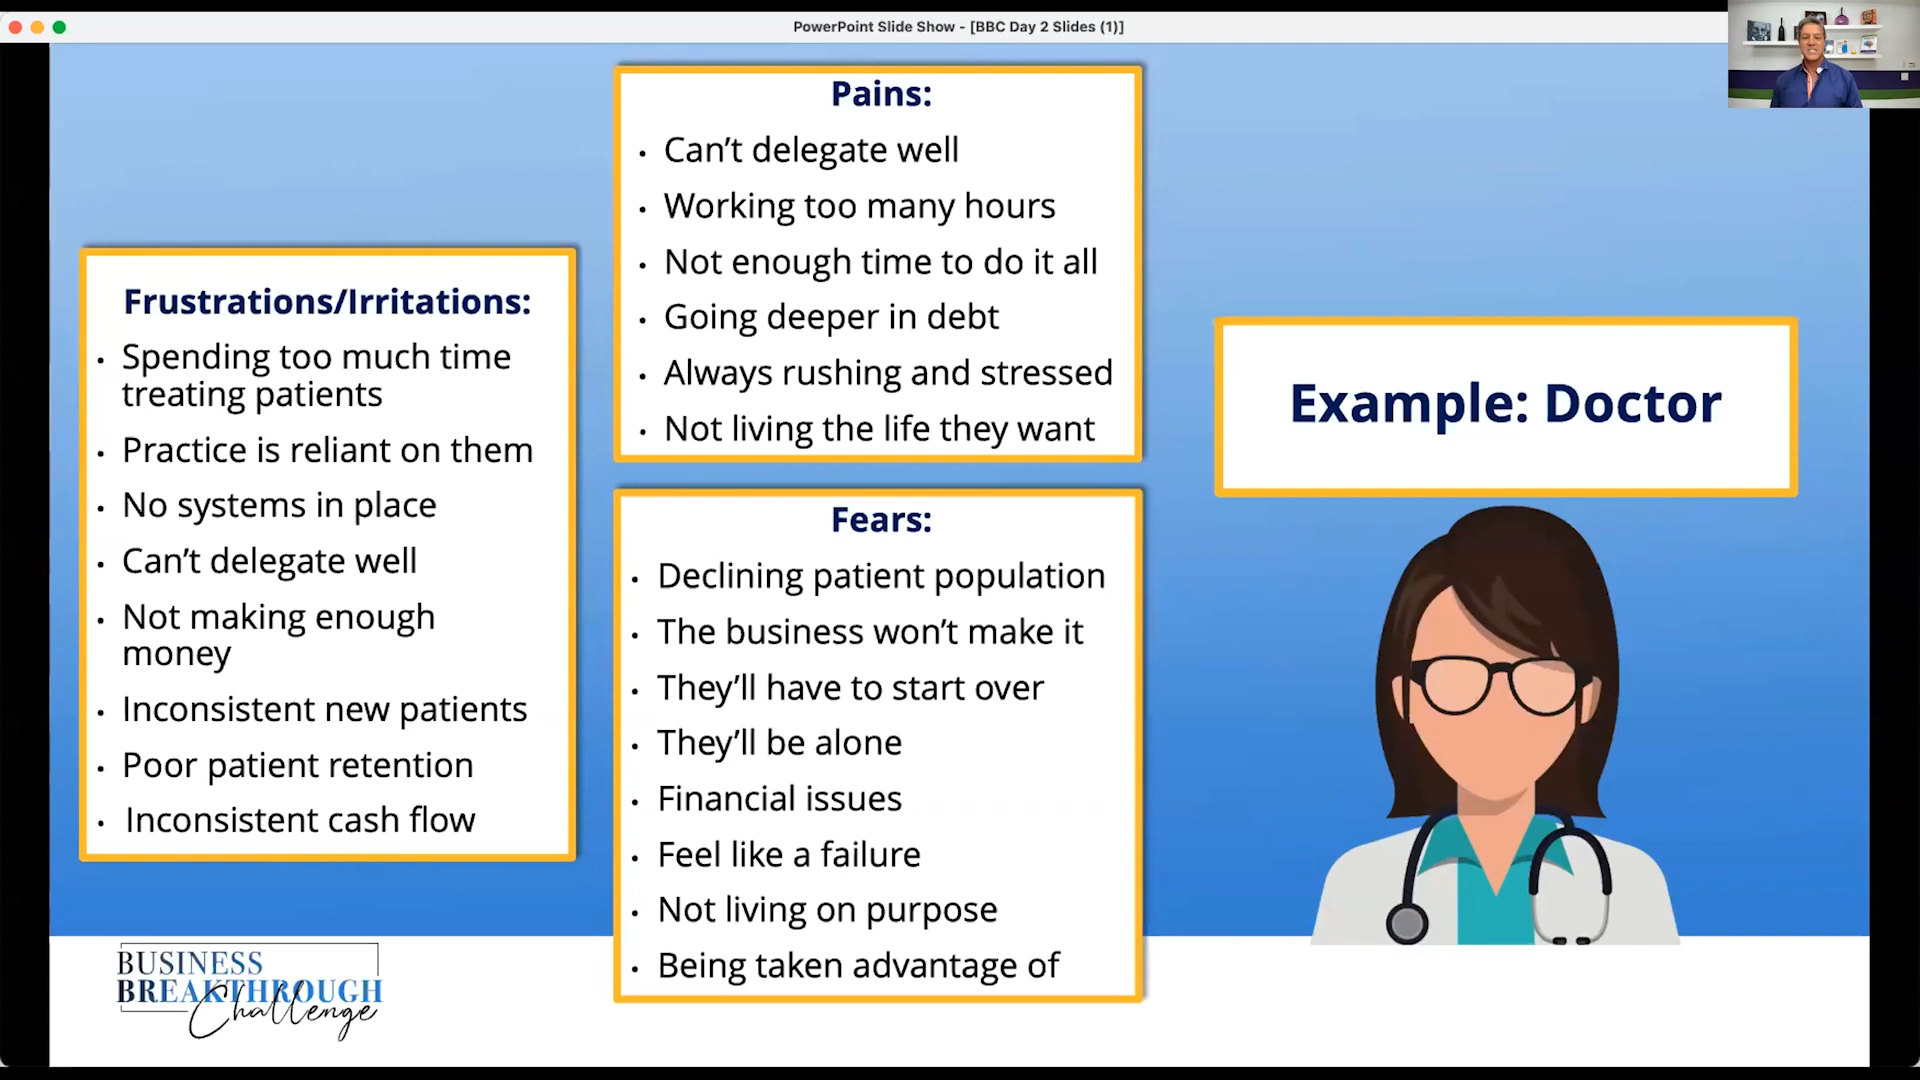 PowerPoint Slide Show - [BBC Day 2 Slides (1)]
Frustrations/Irritations:
• Spending too much time
treating patients
• Practice is reliant on them
• No systems in place
• Can’t delegate well
• Not making enough
money
• Inconsistent new patients
• Poor patient retention
• Inconsistent cash flow
Pains:
• Can’t delegate well
• Working too many hours
• Not enough time to do it all
• Going deeper in debt
• Always rushing and stressed
• Not living the life they want
Fears:
• Declining patient population
• The business won’t make it
• They’ll have to start over
• They’ll be alone
• Financial issues
• Feel like a failure
• Not living on purpose
• Being taken advantage of
Example: Doctor
BUSINESS
BREAKTHROUGH
Challenge